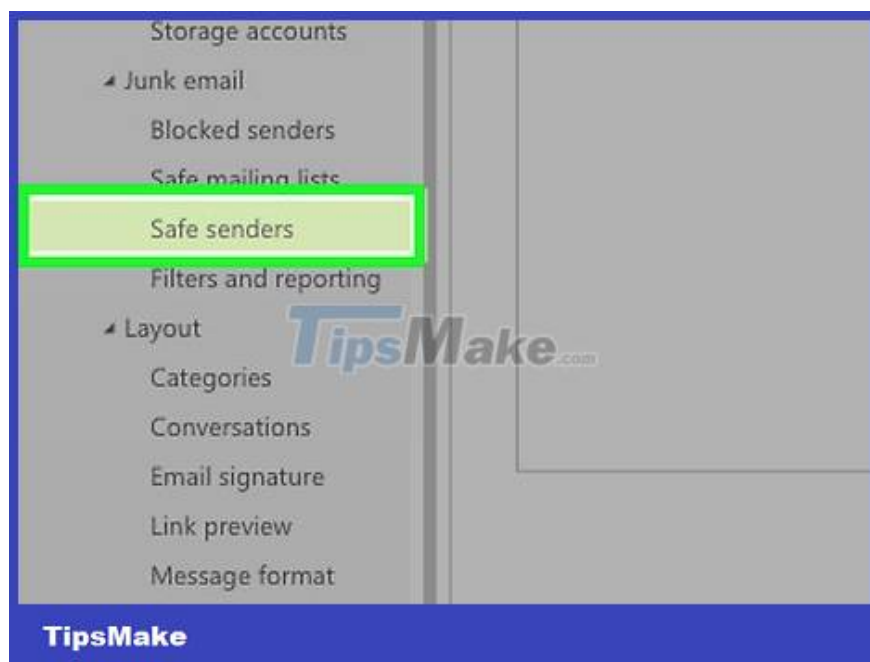 Storage accounts
Junk email
Blocked senders
Safe mailing lists
Safe senders
Filters and reporting
Layout
TipsMake.com
Categories
Conversations
Email signature
Link preview
Message format
TipsMake